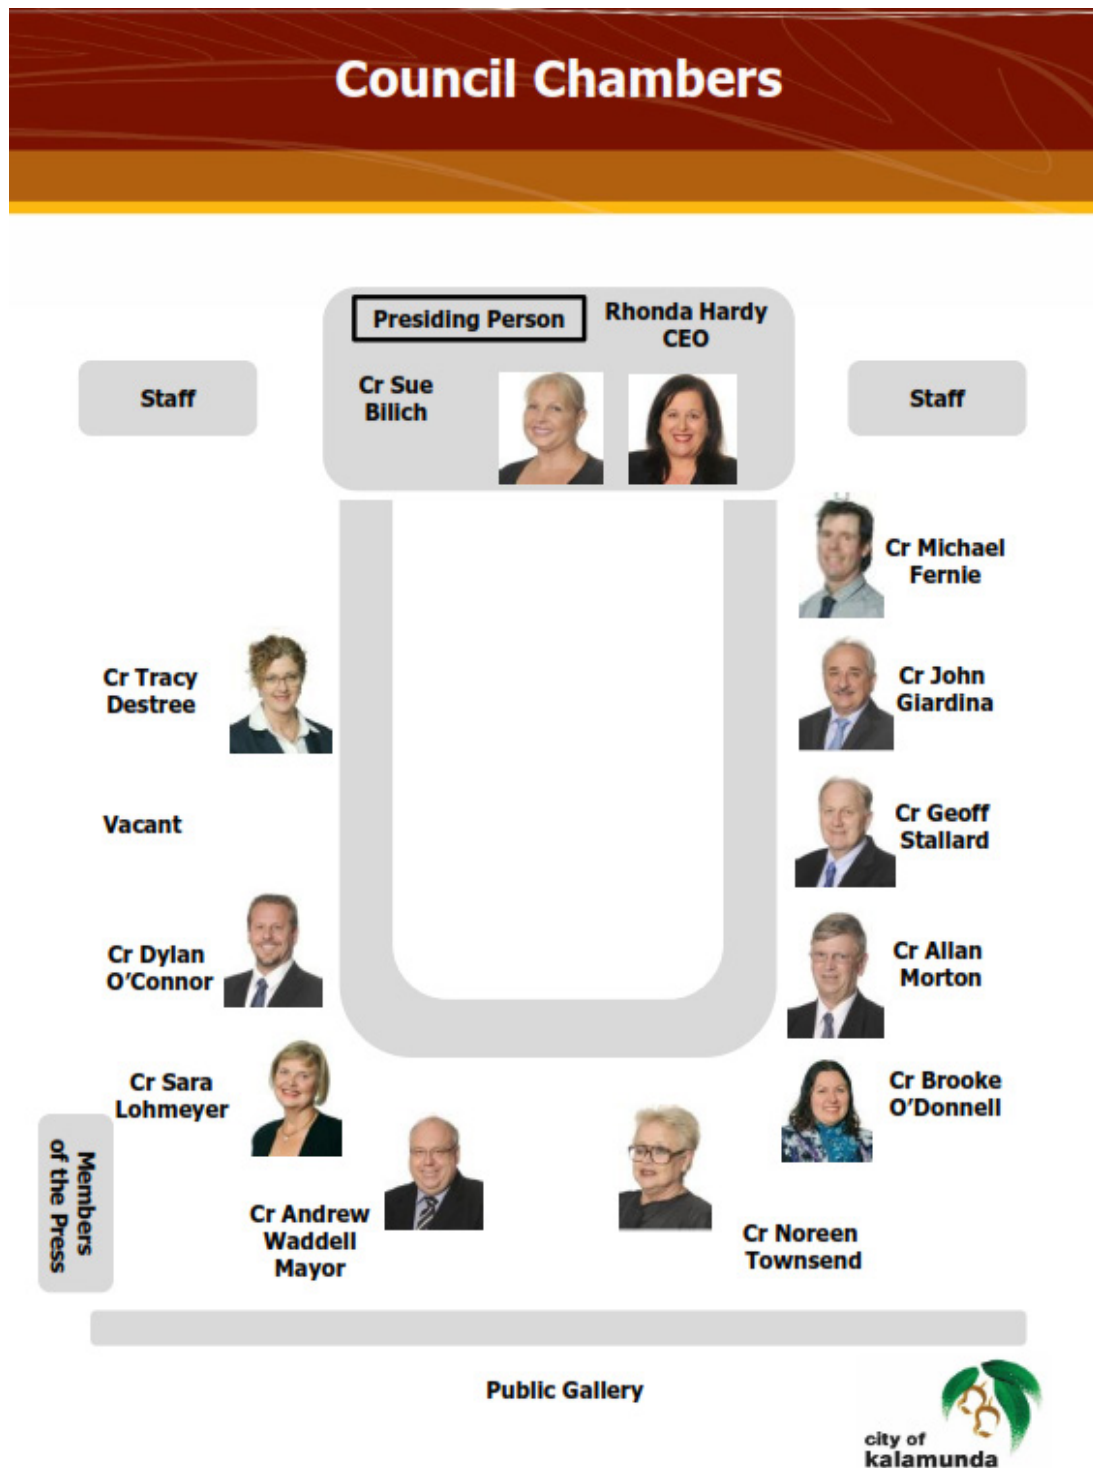 Council Chambers
Presiding Person
Rhonda Hardy
CEO
Staff
Cr Sue
Bilich
Staff
Cr Michael
Fernie
Cr Tracy
Destree
Cr John
Giardina
Vacant
Cr Geoff
Stallard
Cr Dylan
O'Connor
Cr Allan
Morton
Cr Sara
Lohmeyer
Cr Brooke
O'Donnell
Members
of the Press
Cr Andrew
Waddell
Mayor
Cr Noreen
Townsend
Public Gallery
city of
kalamunda